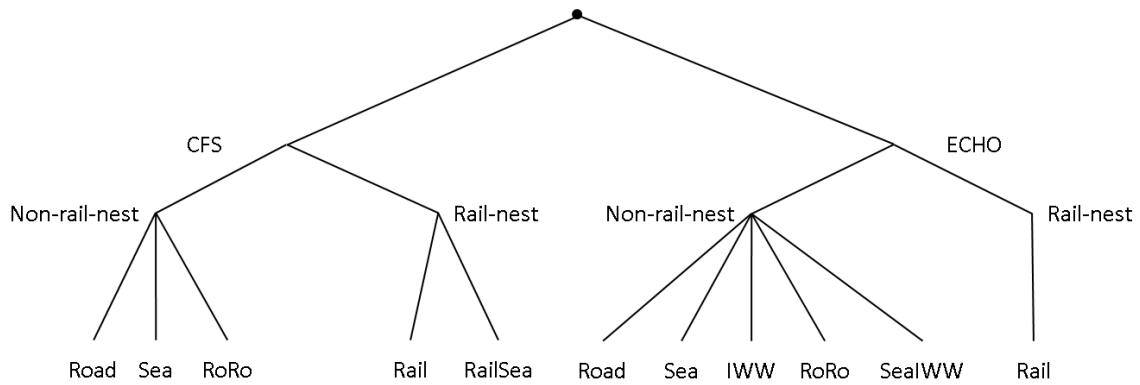 CFS ECHO
Non-rail-nest Rail-nest Non-rail-nest Rail-nest
Road Sea RoRo Rail RailSea Road Sea IWW RoRo SeaIWW Rail